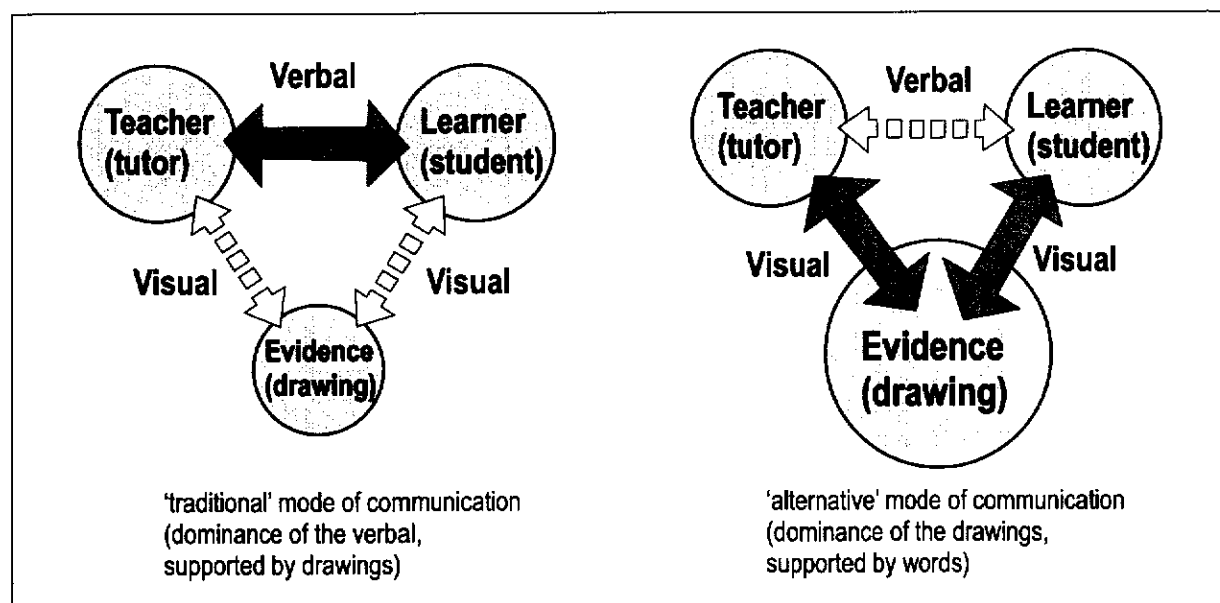 Verbal
Teacher
(tutor)
Learner
(student)
Visual
Visual
Evidence
(drawing)
'traditional' mode of communication
(dominance of the verbal,
supported by drawings)
Verbal
Teacher
(tutor)
Learner
(student)
Visual
Visual
Evidence
(drawing)
'alternative' mode of communication
(dominance of the drawings,
supported by words)